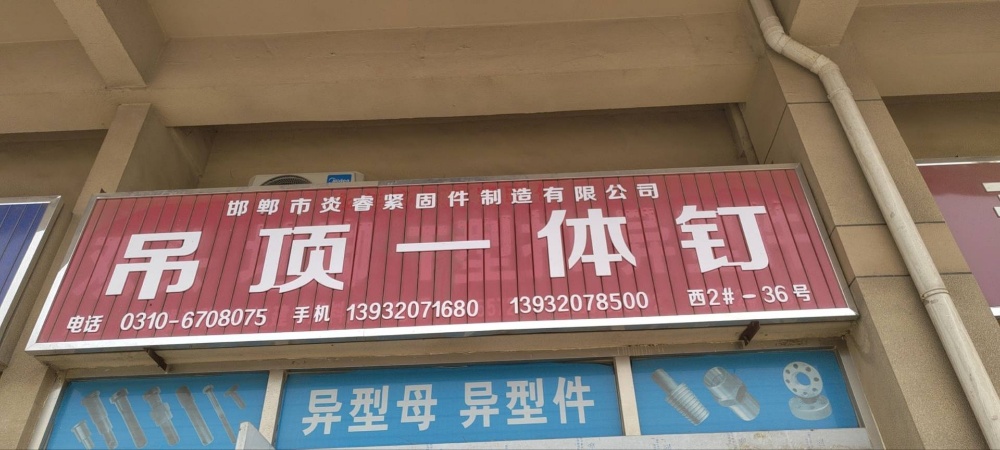 邯郸市炎睿紧固件制造有限公司
吊顶一体钉
电话 0310-6708075 手机 13932071680 13932078500 西2#-36号
异型母 异型件